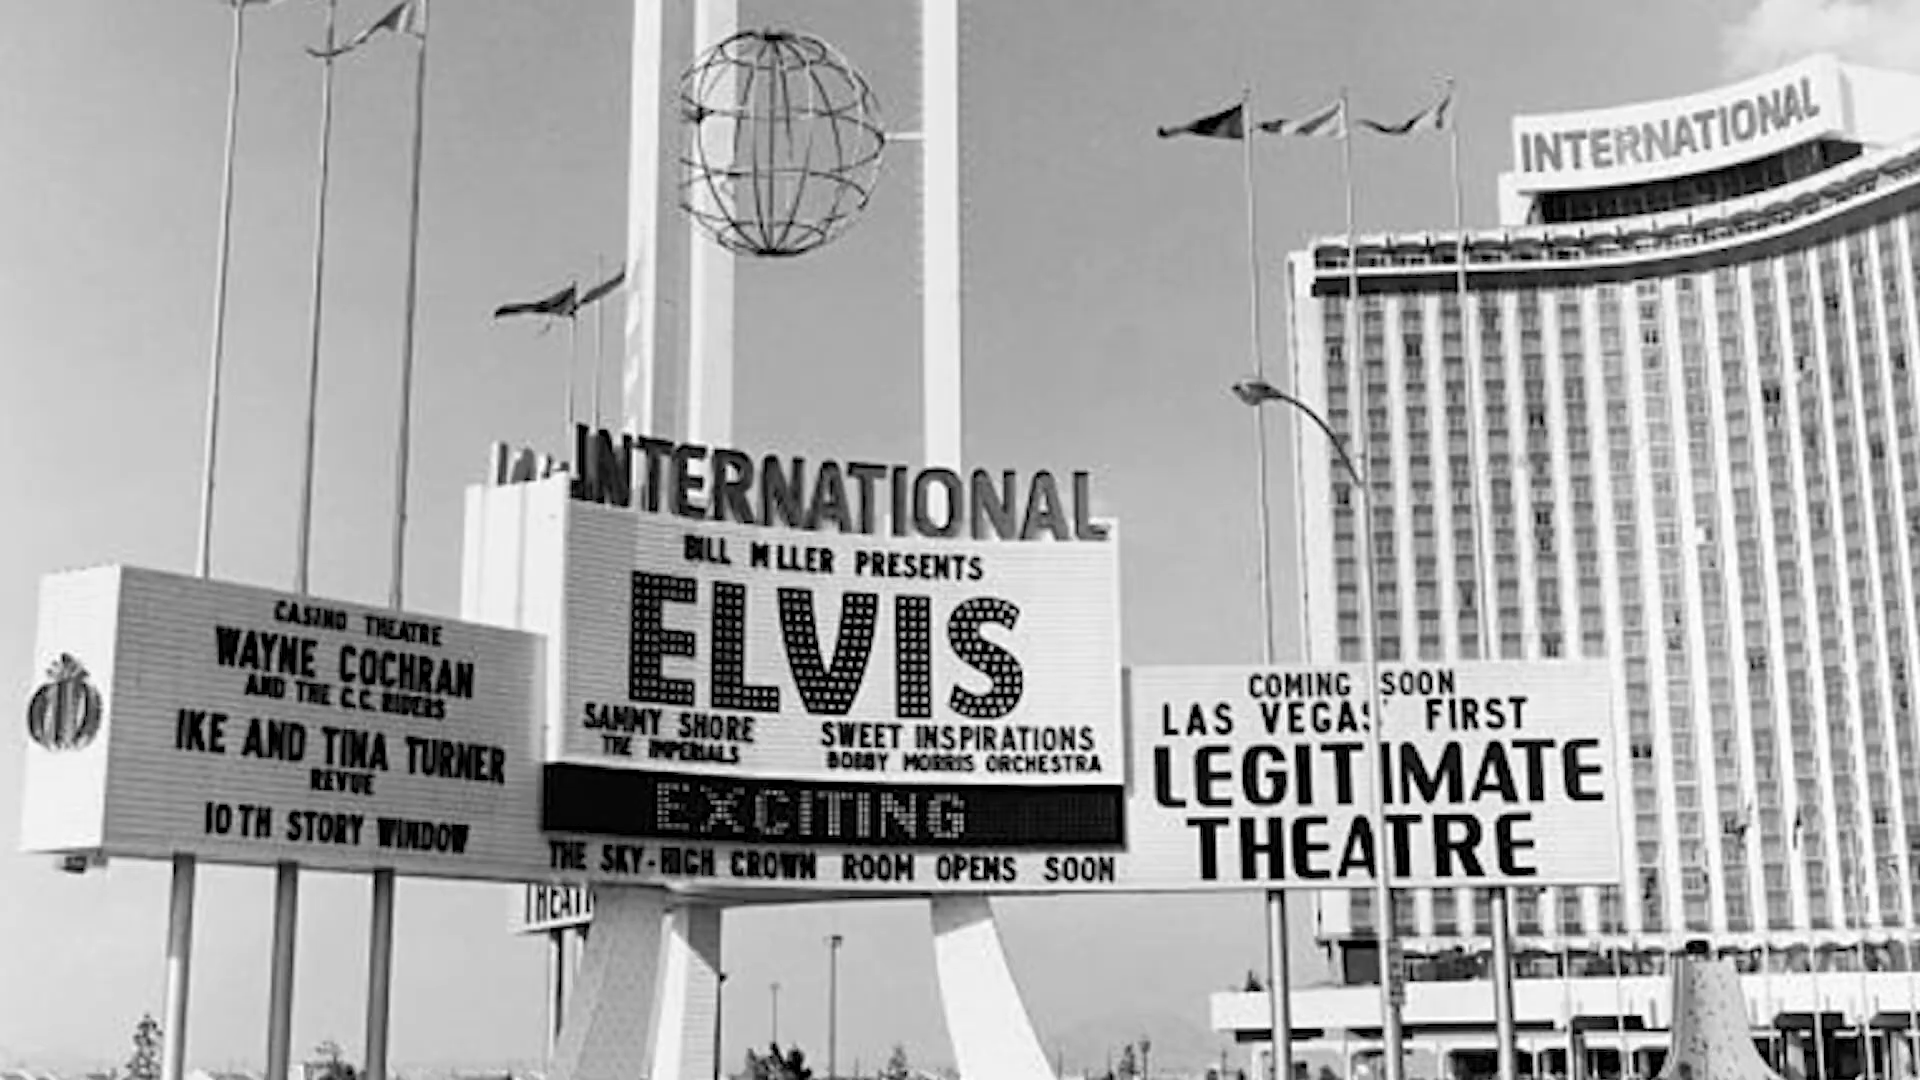 INTERNATIONAL
INTERNATIONAL
BILL MILLER PRESENTS
ELVIS
SAMMY SHORE
THE IMPERIALS
SWEET INSPIRATIONS
BOBBY MORRIS ORCHESTRA
EXCITING
THE SKY-HIGH CROWN ROOM OPENS SOON
CASINO THEATRE
WAYNE COCHRAN
AND THE C.C. RIDERS
IKE AND TINA TURNER
REVUE
10TH STORY WINDOW
COMING SOON
LAS VEGAS' FIRST
LEGITIMATE
THEATRE